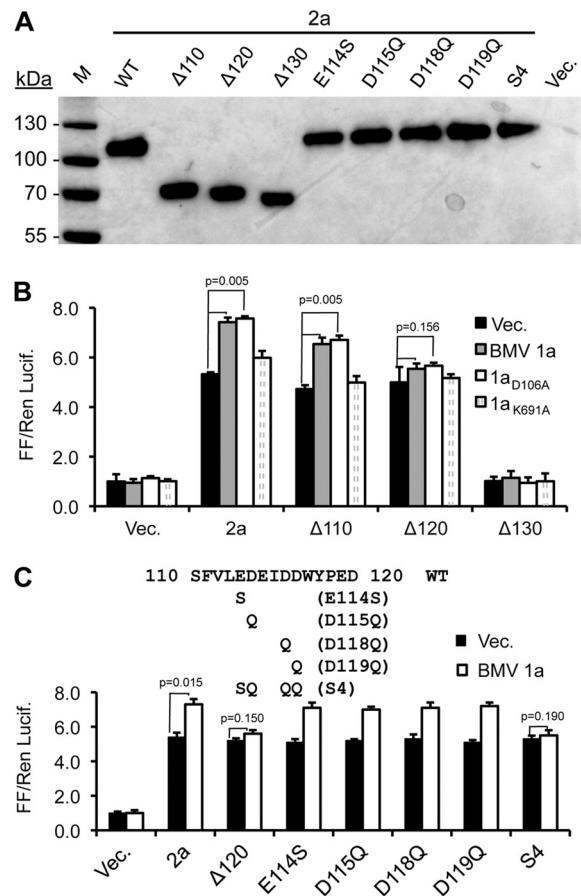 A
2a
kDa M WT Δ110 Δ120 Δ130 E114S D115Q D118Q D119Q S4 Vec.
130
100
70
55
B
FF/Ren Lucif.
8.0
6.0
4.0
2.0
0.0
p=0.005
p=0.005
p=0.156
Vec.
BMV 1a
1aD106A
1aK691A
Vec. 2a Δ110 Δ120 Δ130
C
110 SFVLEDEIDDWYPED 120 WT
S (E114S)
Q (D115Q)
Q (D118Q)
Q (D119Q)
SQ QQ (S4)
Vec.
BMV 1a
FF/Ren Lucif.
8.0
6.0
4.0
2.0
0.0
p=0.015
p=0.150
p=0.190
Vec. 2a Δ120 E114S D115Q D118Q D119Q S4